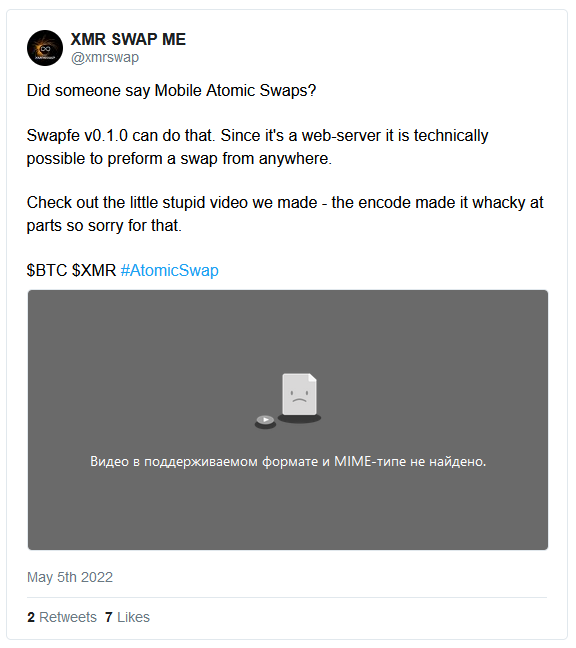 XMR SWAP ME
@xmrswap
Did someone say Mobile Atomic Swaps?
Swapfe v0.1.0 can do that. Since it's a web-server it is technically
possible to preform a swap from anywhere.
Check out the little stupid video we made - the encode made it whacky at
parts so sorry for that.
$BTC $XMR #AtomicSwap
Видео в поддерживаемом формате и MIME-типе не найдено.
May 5th 2022
2 Retweets 7 Likes